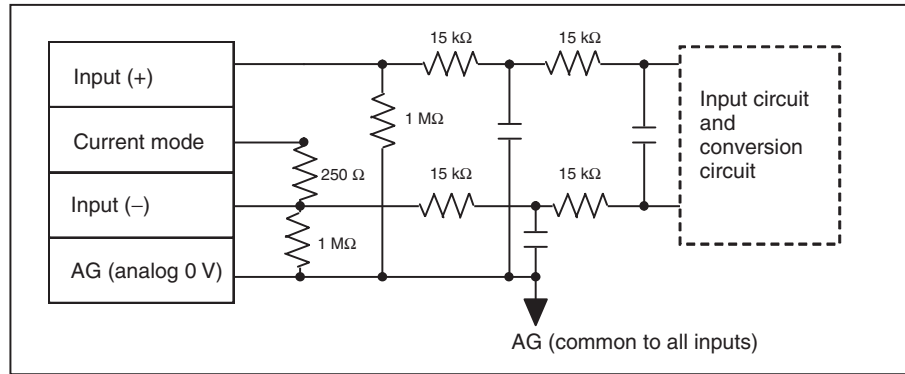 15 kΩ
15 kΩ
Input (+)
Input circuit
and
conversion
circuit
1 MΩ
Current mode
250 Ω
15 kΩ
15 kΩ
Input (−)
1 MΩ
AG (analog 0 V)
AG (common to all inputs)